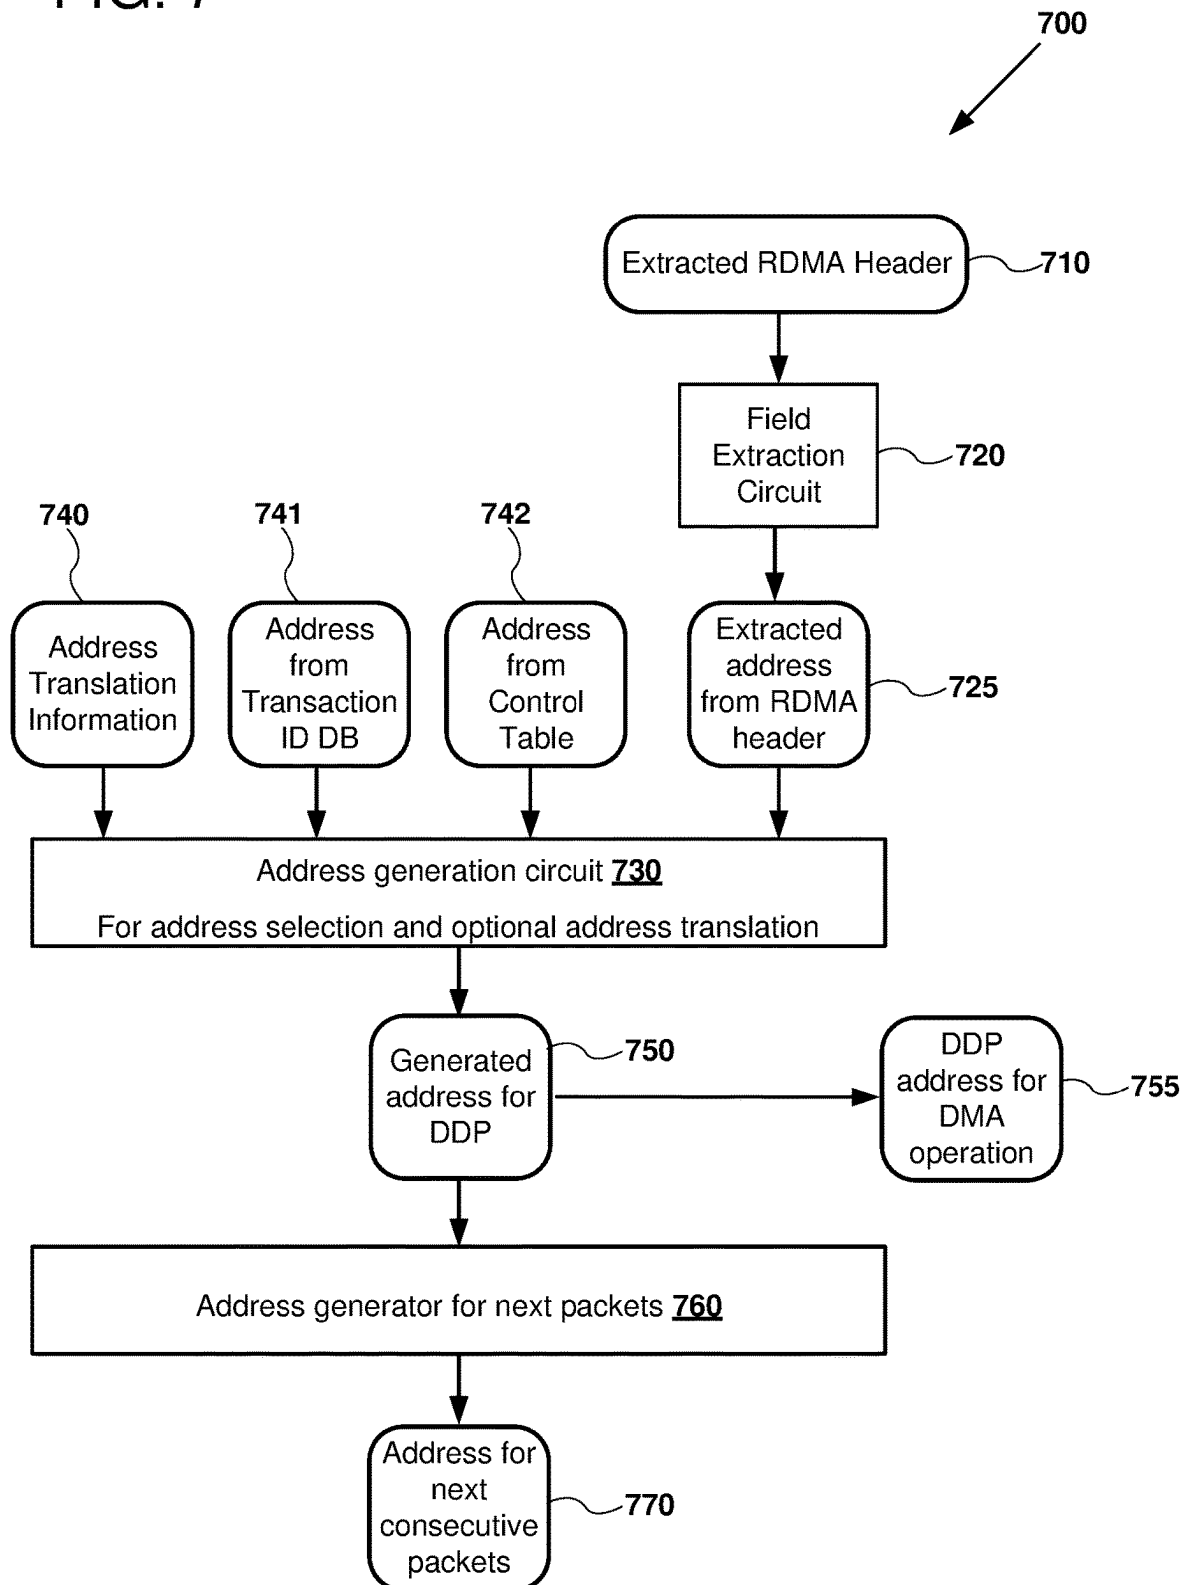 FIG. 7
700
Extracted RDMA Header
710
Field
Extraction
Circuit
720
740
741
742
Address
Translation
Information
Address
from
Transaction
ID DB
Address
from
Control
Table
Extracted
address
from RDMA
header
725
Address generation circuit 730
For address selection and optional address translation
Generated
address for
DDP
750
DDP
address for
DMA
operation
755
Address generator for next packets 760
Address for
next
consecutive
packets
770